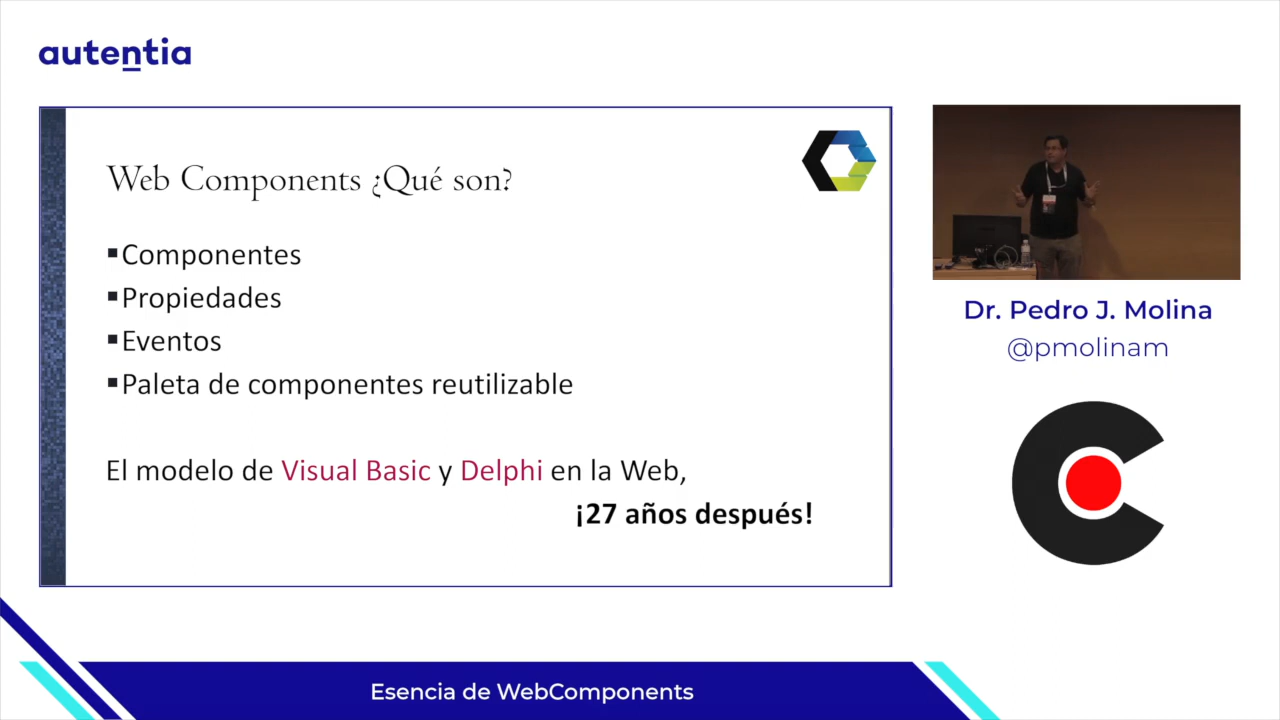 autentia
Web Components ¿Qué son?
▪Componentes
▪Propiedades
▪Eventos
▪Paleta de componentes reutilizable
El modelo de Visual Basic y Delphi en la Web,
¡27 años después!
Dr. Pedro J. Molina
@pmolinam
Esencia de WebComponents